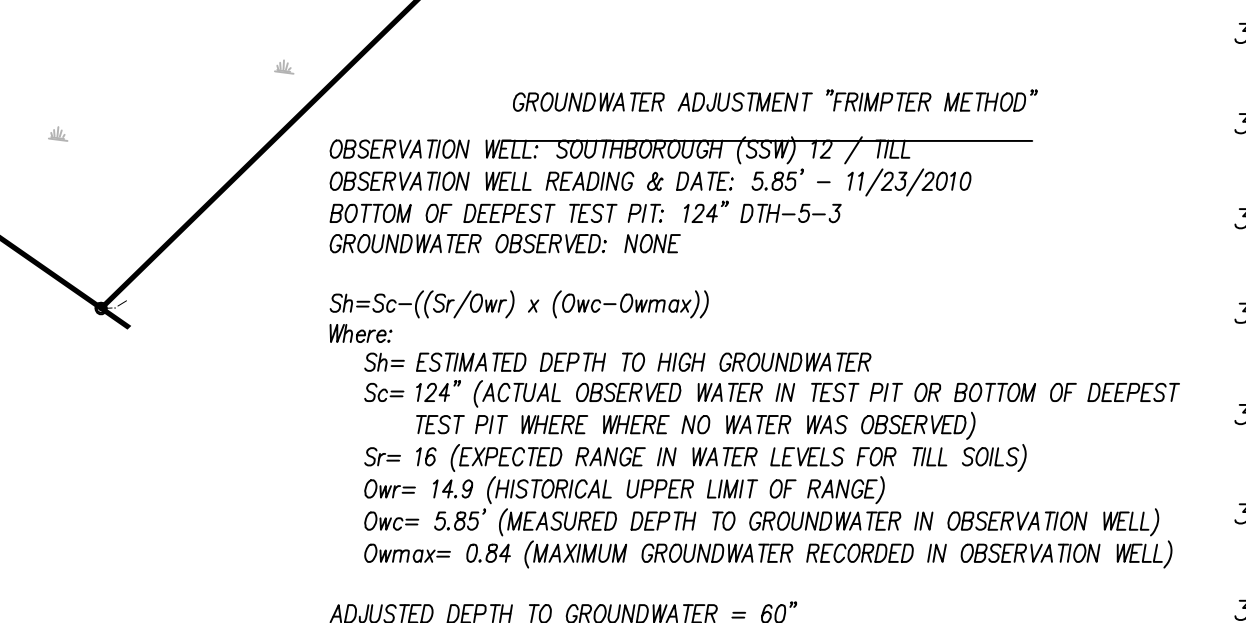 GROUNDWATER ADJUSTMENT "FRIMPTER METHOD"
OBSERVATION WELL: SOUTHBOROUGH (SSW) 12 / TILL
OBSERVATION WELL READING & DATE: 5.85' - 11/23/2010
BOTTOM OF DEEPEST TEST PIT: 124" DTH-5-3
GROUNDWATER OBSERVED: NONE
Sh=Sc-((Sr/Owr) x (Owc-Owmax))
Where:
Sh= ESTIMATED DEPTH TO HIGH GROUNDWATER
Sc= 124" (ACTUAL OBSERVED WATER IN TEST PIT OR BOTTOM OF DEEPEST
TEST PIT WHERE WHERE NO WATER WAS OBSERVED)
Sr= 16 (EXPECTED RANGE IN WATER LEVELS FOR TILL SOILS)
Owr= 14.9 (HISTORICAL UPPER LIMIT OF RANGE)
Owc= 5.85' (MEASURED DEPTH TO GROUNDWATER IN OBSERVATION WELL)
Owmax= 0.84 (MAXIMUM GROUNDWATER RECORDED IN OBSERVATION WELL)
ADJUSTED DEPTH TO GROUNDWATER = 60"